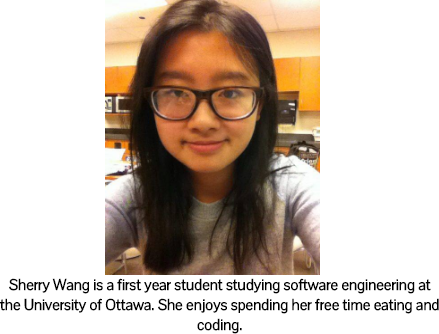 Sherry Wang is a first year student studying software engineering at
the University of Ottawa. She enjoys spending her free time eating and
coding.